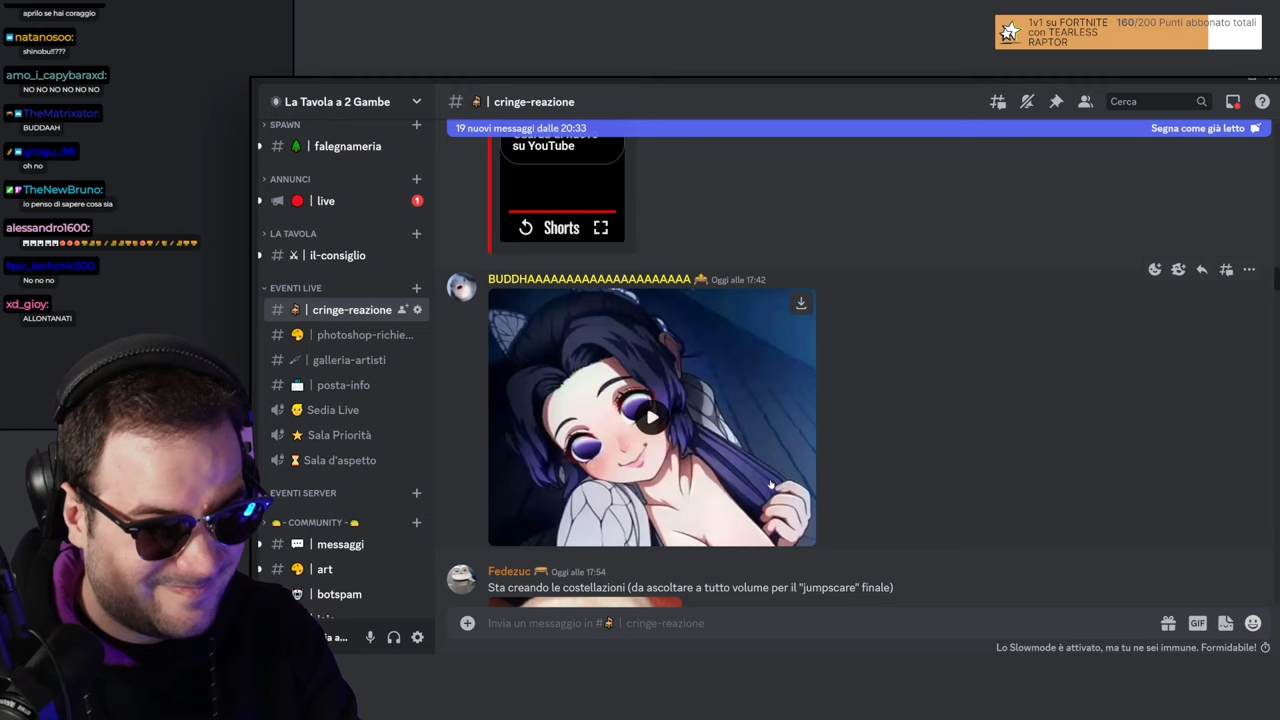 aprilo se hai coraggio
natanosoo:
shinobu!!???
amo_i_capybaraxd:
NO NO NO NO NO NO
TheMatrixator:
BUDDAAH
grogu_58:
oh no
TheNewBruno:
io penso di sapere cosa sia
alessandro1600:
No no no
xd_gioy:
ALLONTANATI
1v1 su FORTNITE con TEARLESS RAPTOR
160/200 Punti abbonato totali
La Tavola a 2 Gambe
SPAWN
| falegnameria
ANNUNCI
| live
1
LA TAVOLA
| il-consiglio
EVENTI LIVE
| cringe-reazione
| photoshop-richie...
| galleria-artisti
| posta-info
Sedia Live
Sala Priorità
Sala d'aspetto
EVENTI SERVER
- COMMUNITY -
| messaggi
| art
| botspam
| cringe-reazione
Cerca
19 nuovi messaggi dalle 20:33
Segna come già letto
su YouTube
Shorts
BUDDHAAAAAAAAAAAAAAAAAAAAA Oggi alle 17:42
Fedezuc Oggi alle 17:54
Sta creando le costellazioni (da ascoltare a tutto volume per il "jumpscare" finale)
Invia un messaggio in # | cringe-reazione
GIF
Lo Slowmode è attivato, ma tu ne sei immune. Formidabile!